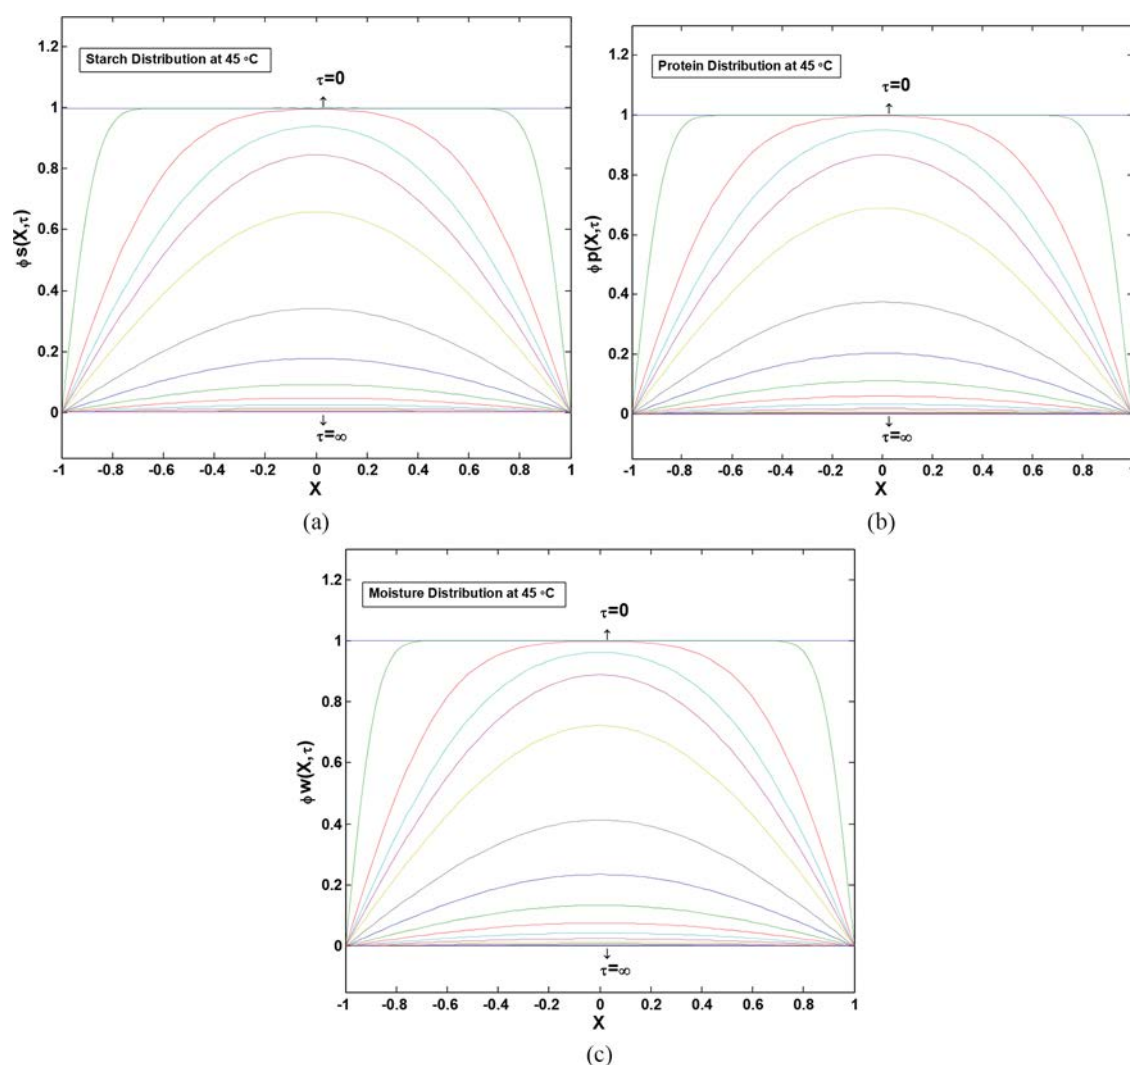 1.2
Starch Distribution at 45 °C
τ=0
↑
1
0.8
ϕ s(X,τ)
0.6
0.4
0.2
0
↓
τ=∞
-1 -0.8 -0.6 -0.4 -0.2 0 0.2 0.4 0.6 0.8 1
X
(a)
1.2
Protein Distribution at 45 °C
τ=0
↑
1
0.8
ϕ p(X,τ)
0.6
0.4
0.2
0
↓
τ=∞
-1 -0.8 -0.6 -0.4 -0.2 0 0.2 0.4 0.6 0.8 1
X
(b)
1.2
Moisture Distribution at 45 °C
τ=0
↑
1
0.8
ϕ w(X,τ)
0.6
0.4
0.2
0
↓
τ=∞
-1 -0.8 -0.6 -0.4 -0.2 0 0.2 0.4 0.6 0.8 1
X
(c)